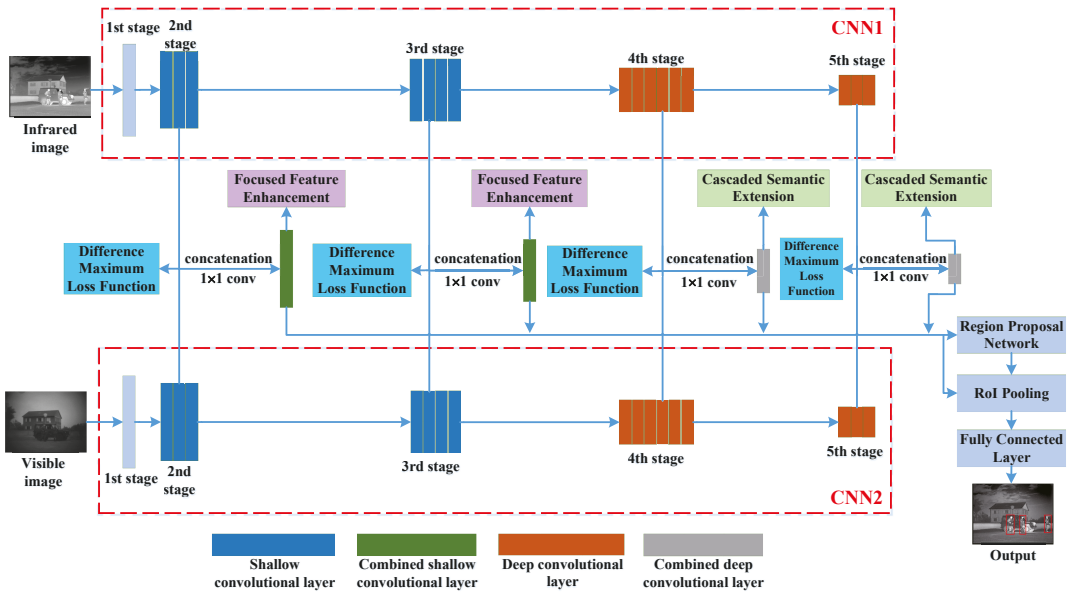 CNN1
1st stage
2nd
stage
3rd stage
4th stage
5th stage
Infrared
image
Focused Feature
Enhancement
Focused Feature
Enhancement
Cascaded Semantic
Extension
Cascaded Semantic
Extension
Difference
Maximum
Loss Function
concatenation
1×1 conv
Difference
Maximum
Loss Function
concatenation
1×1 conv
Difference
Maximum
Loss Function
concatenation
1×1 conv
Difference
Maximum
Loss
Function
concatenation
1×1 conv
Region Proposal
Network
RoI Pooling
Fully Connected
Layer
Output
Visible
image
1st stage
2nd
stage
3rd stage
4th stage
5th stage
CNN2
Shallow
convolutional layer
Combined shallow
convolutional layer
Deep convolutional
layer
Combined deep
convolutional layer